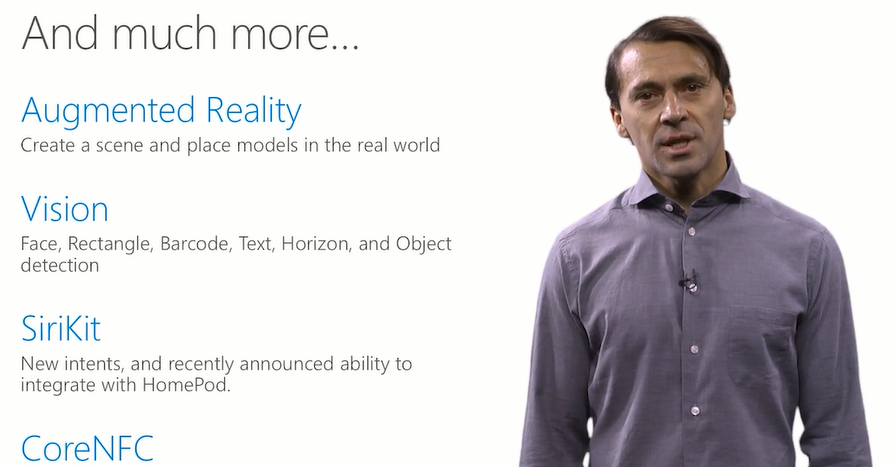 And much more...
Augmented Reality
Create a scene and place models in the real world
Vision
Face, Rectangle, Barcode, Text, Horizon, and Object
detection
SiriKit
New intents, and recently announced ability to
integrate with HomePod.
CoreNFC